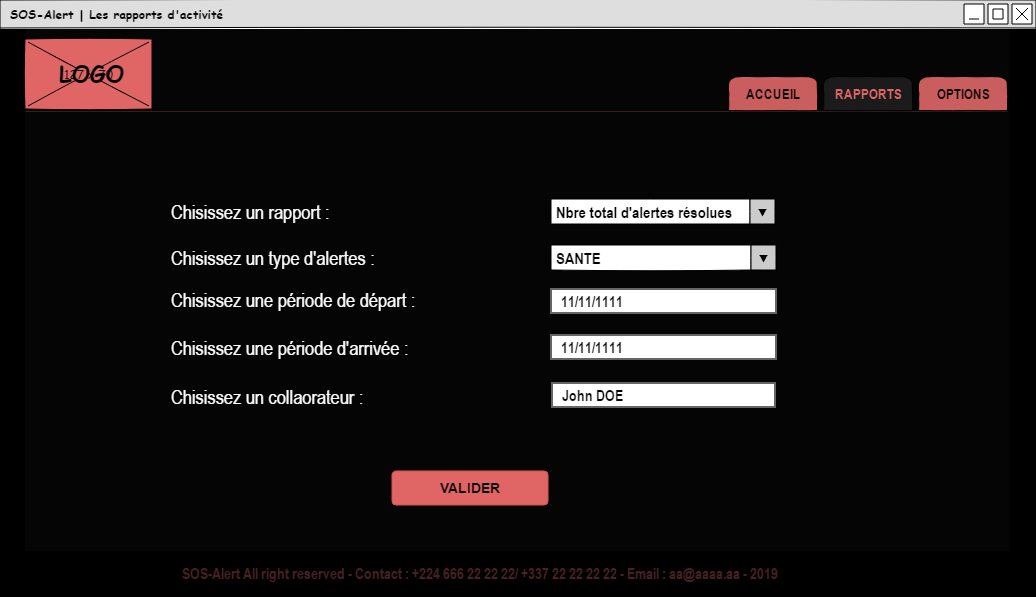 SOS-Alert | Les rapports d'activité
LOGO
ACCUEIL RAPPORTS OPTIONS
Chisissez un rapport : Nbre total d'alertes résolues
Chisissez un type d'alertes : SANTE
Chisissez une période de départ : 11/11/1111
Chisissez une période d'arrivée : 11/11/1111
Chisissez un collaorateur : John DOE
VALIDER
SOS-Alert All right reserved - Contact : +224 666 22 22 22/ +337 22 22 22 22 - Email : aa@aaaa.aa - 2019